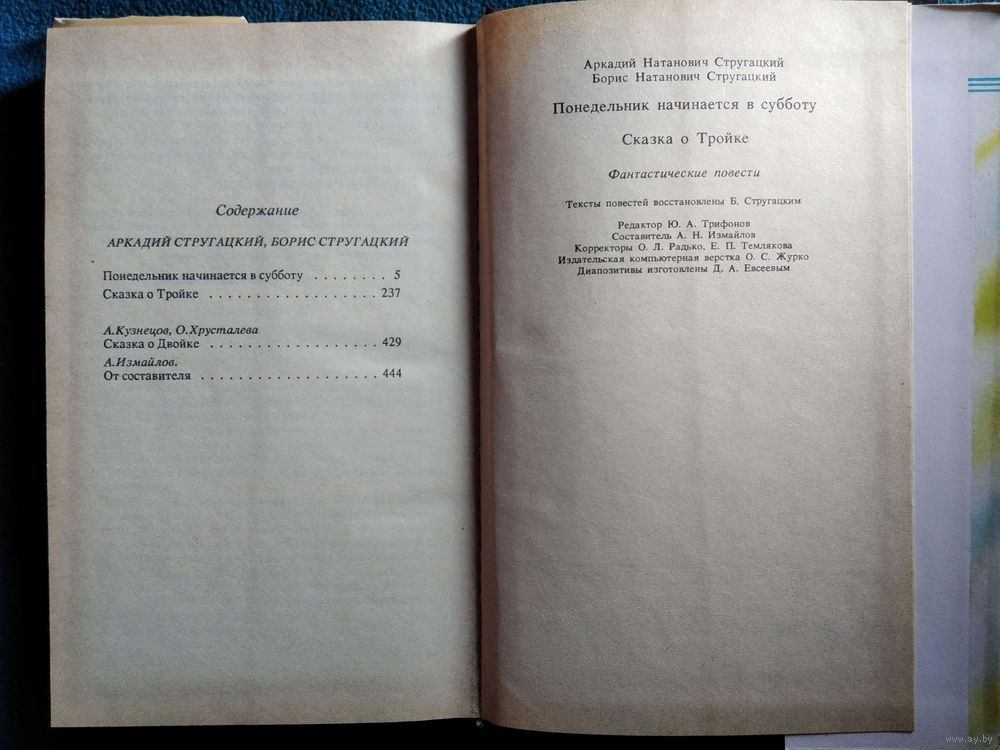 Содержание
АРКАДИЙ СТРУГАЦКИЙ, БОРИС СТРУГАЦКИЙ
Понедельник начинается в субботу . . . . . . . . 5
Сказка о Тройке . . . . . . . . . . . . . . . . . . 237
А.Кузнецов, О.Хрусталева
Сказка о Двойке . . . . . . . . . . . . . . . . . . 429
А.Измайлов.
От составителя . . . . . . . . . . . . . . . . . . . 444
Аркадий Натанович Стругацкий
Борис Натанович Стругацкий
Понедельник начинается в субботу
Сказка о Тройке
Фантастические повести
Тексты повестей восстановлены Б. Стругацким
Редактор Ю. А. Трифонов
Составитель А. Н. Измайлов
Корректоры О. Л. Радько, Е. П. Темлякова
Издательская компьютерная верстка О. С. Журко
Диапозитивы изготовлены Д. А. Евсеевым
www.ay.by